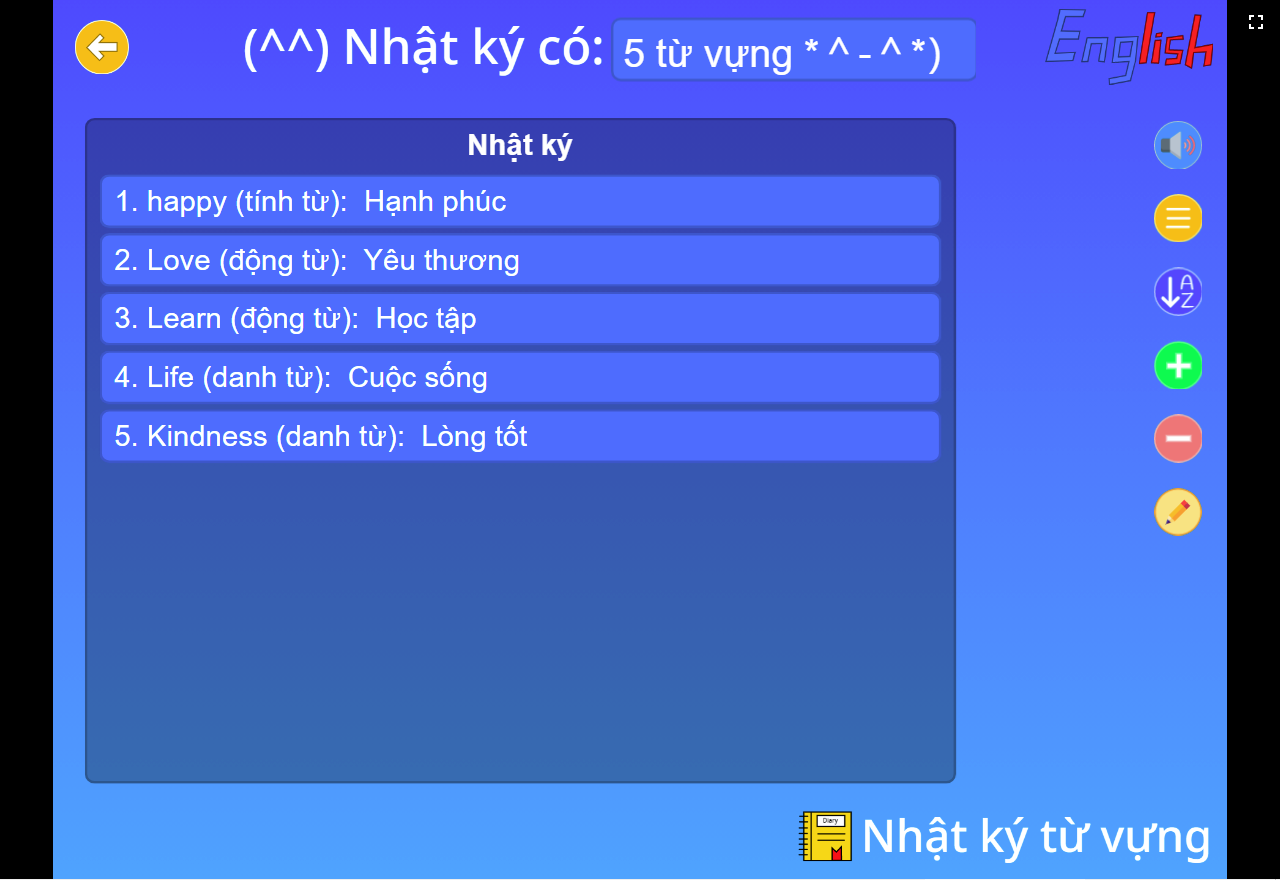 (^^) Nhật ký có: 5 từ vựng * ^ - ^ *)
English
Nhật ký
1. happy (tính từ):  Hạnh phúc
2. Love (động từ):  Yêu thương
3. Learn (động từ):  Học tập
4. Life (danh từ):  Cuộc sống
5. Kindness (danh từ):  Lòng tốt
A
Z
Diary
Nhật ký từ vựng